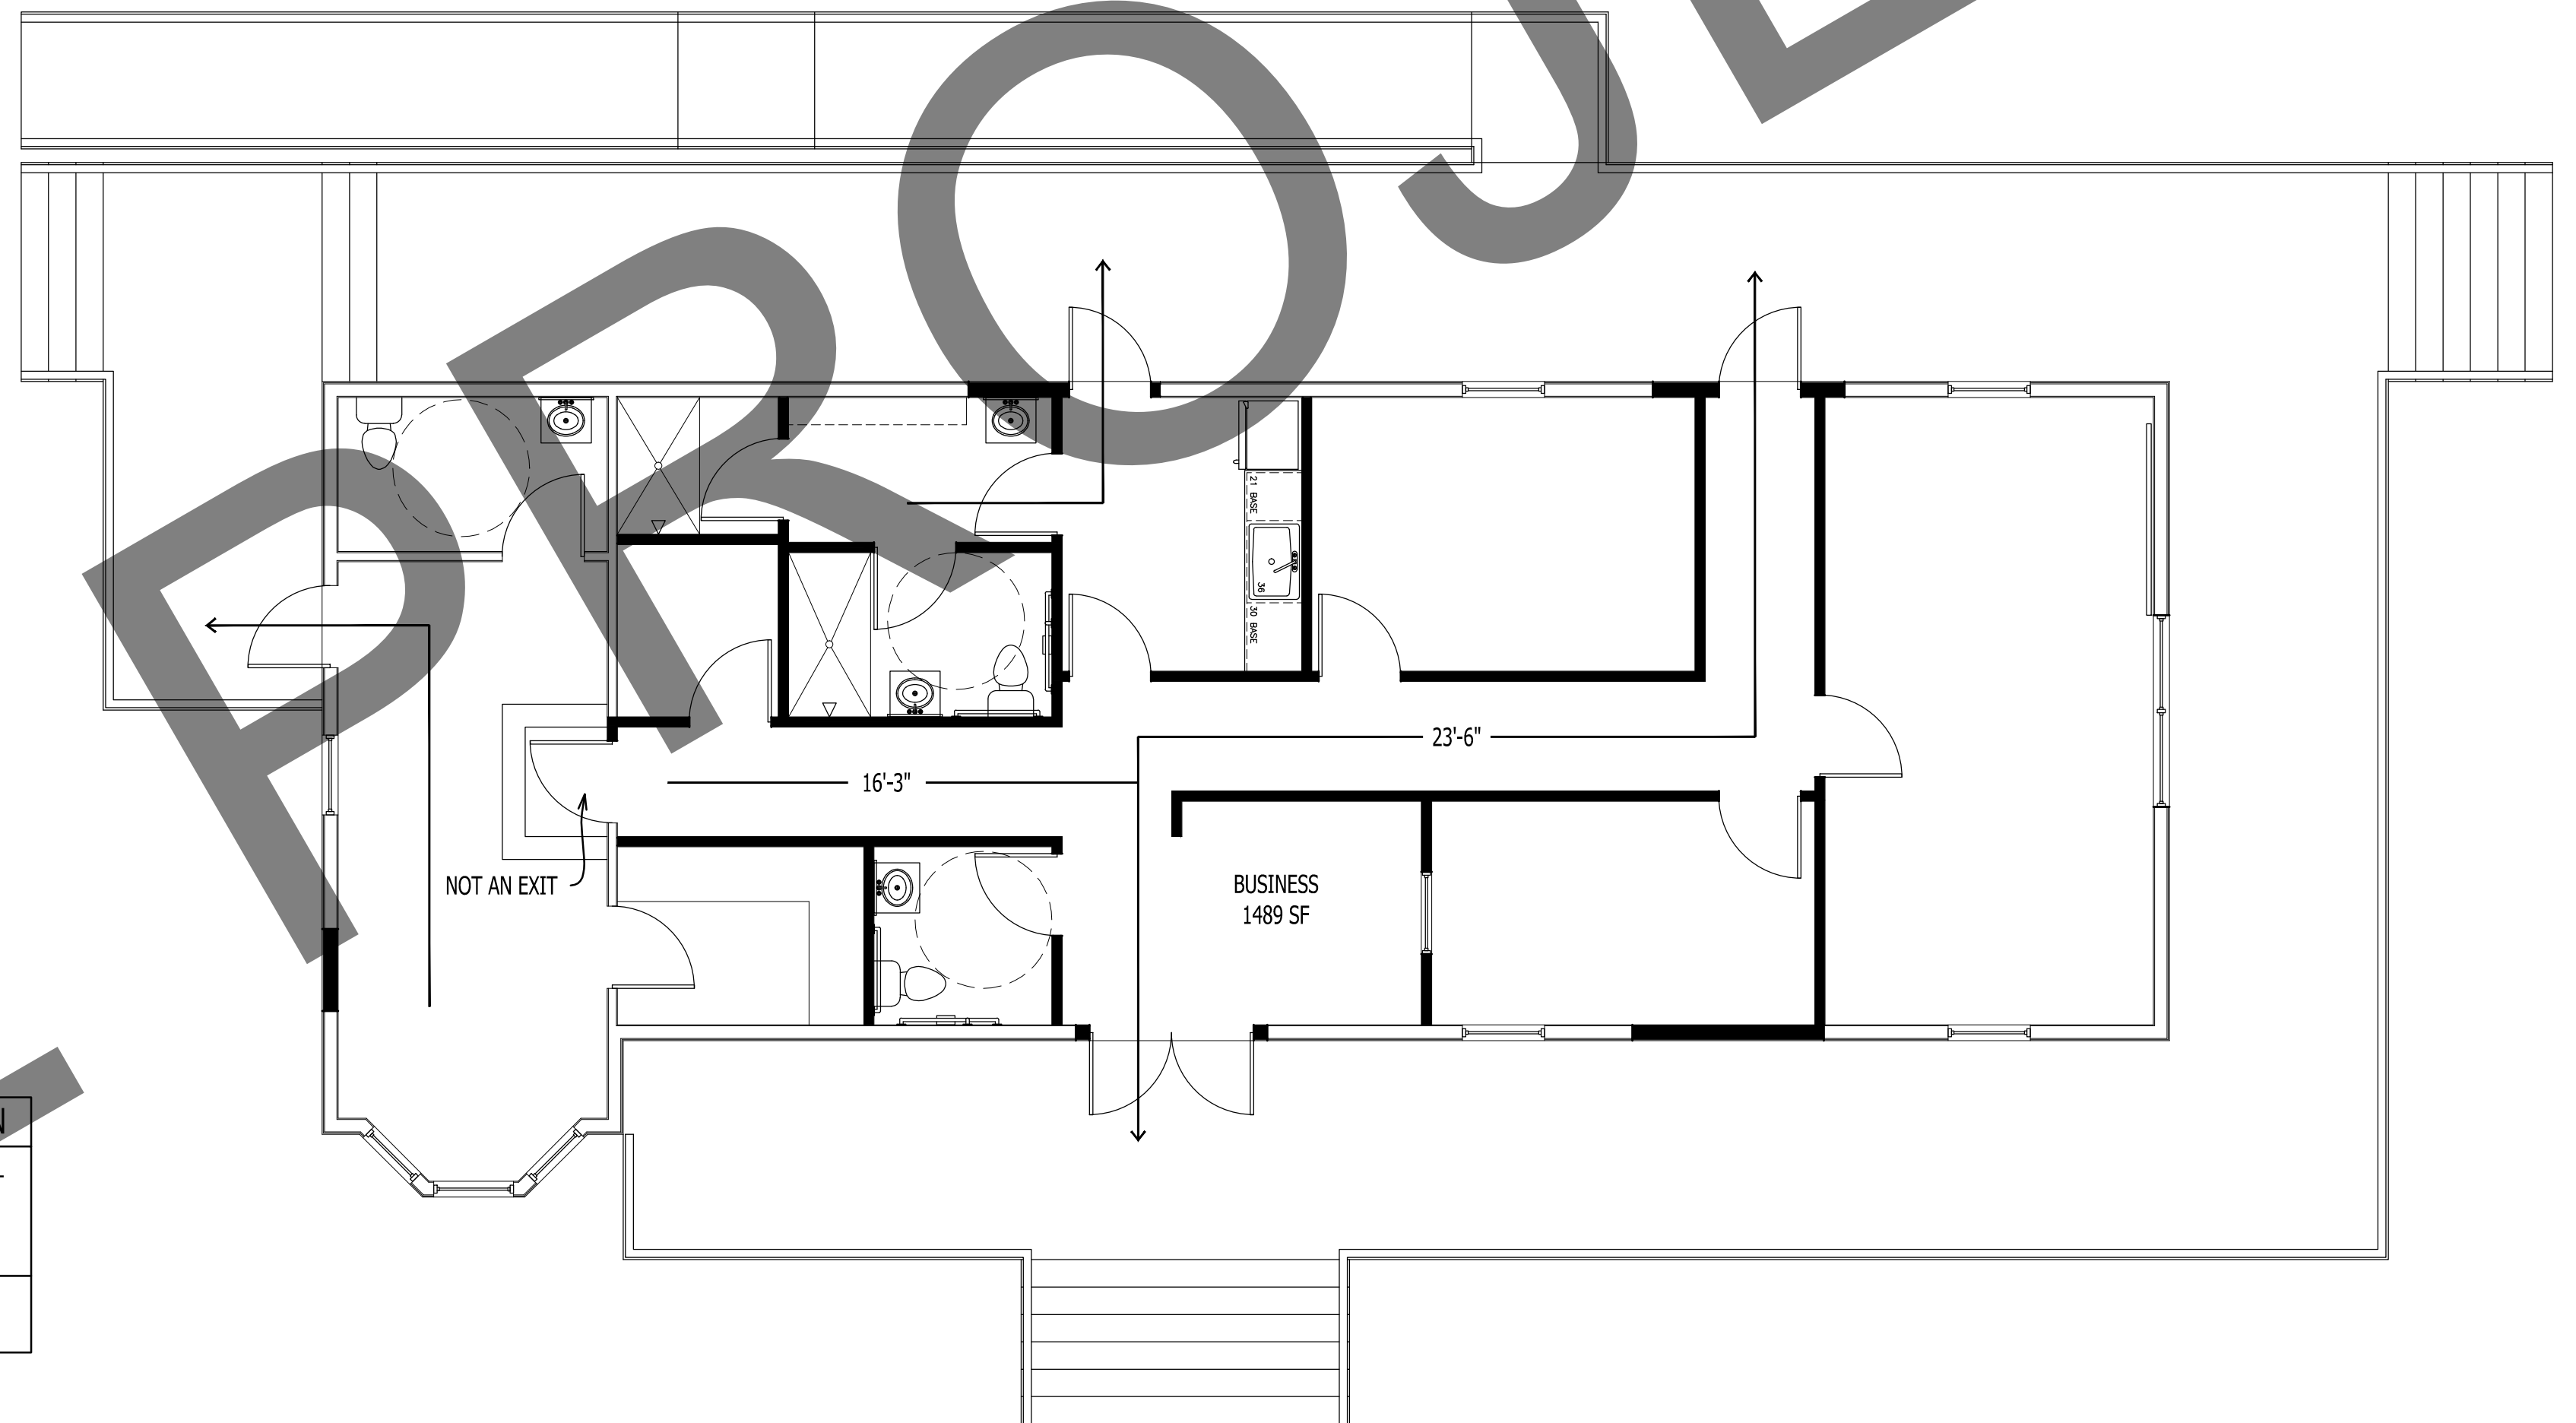 PROJE
21 BASE
36
30 BASE
23'-6"
16'-3"
NOT AN EXIT
BUSINESS
1489 SF
N